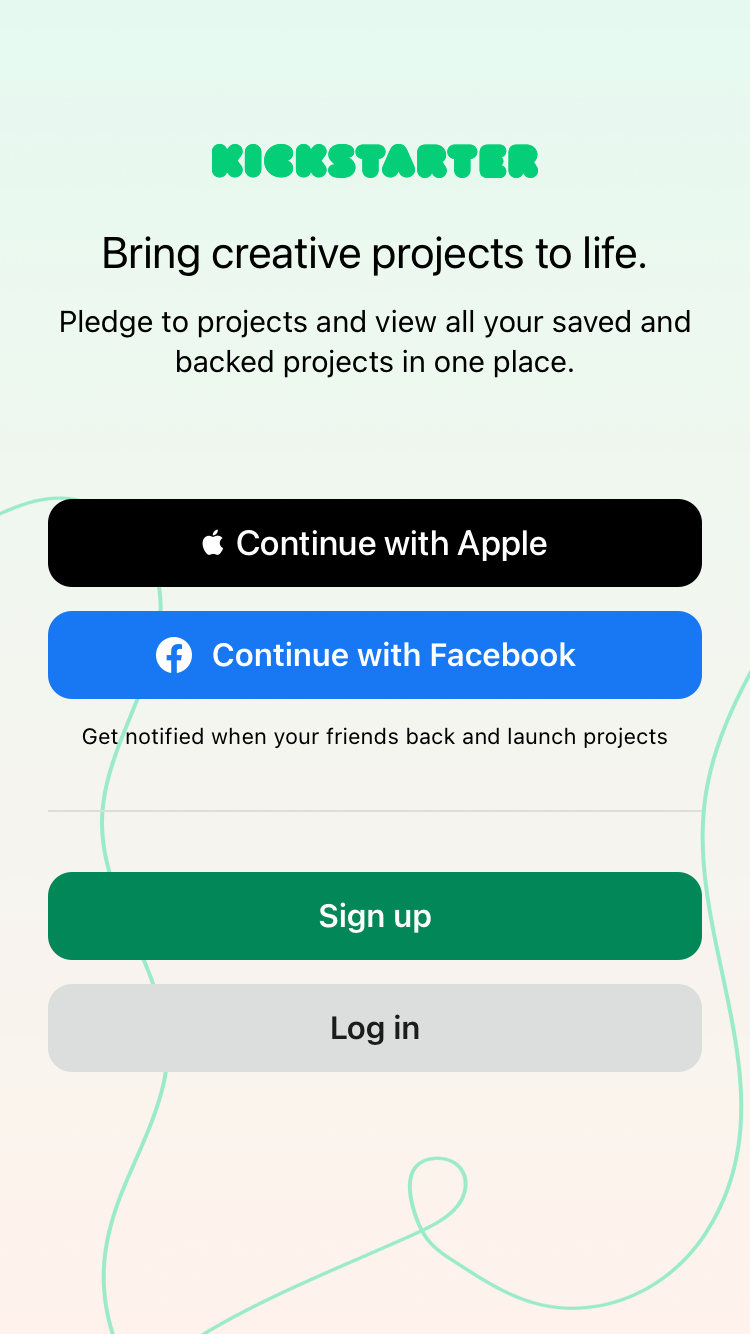 KICKSTARTER
Bring creative projects to life.
Pledge to projects and view all your saved and
backed projects in one place.
Continue with Apple
Continue with Facebook
Get notified when your friends back and launch projects
Sign up
Log in